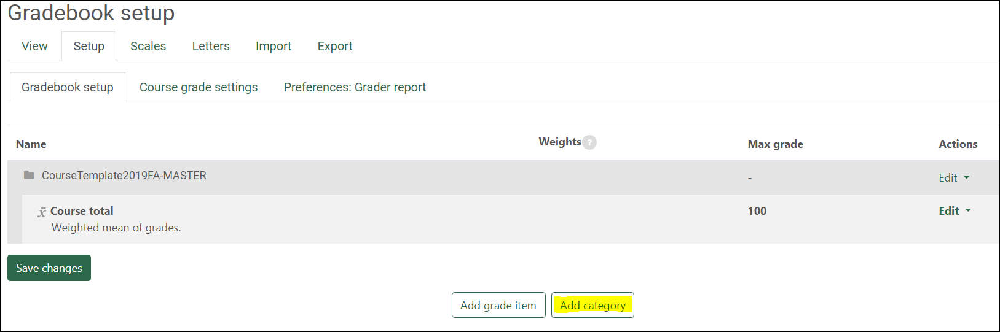 Gradebook setup
View Setup Scales Letters Import Export
Gradebook setup Course grade settings Preferences: Grader report
Name Weights ? Max grade Actions
CourseTemplate2019FA-MASTER - Edit
x̄ Course total 100 Edit
Weighted mean of grades.
Save changes
Add grade item Add category